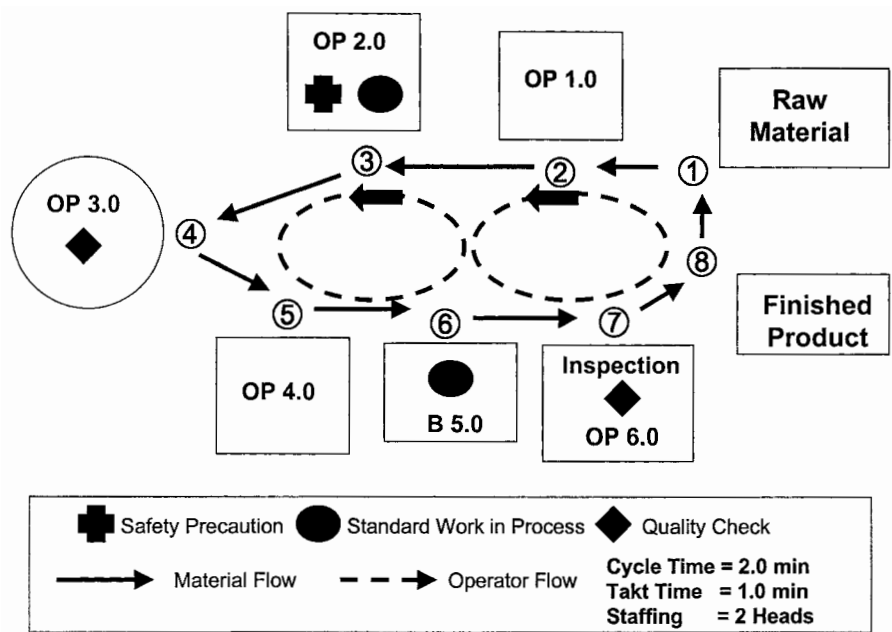 OP 2.0
OP 1.0
Raw
Material
③
②
①
OP 3.0
④
⑧
⑤
⑥
⑦
Finished
Product
OP 4.0
B 5.0
Inspection
OP 6.0
Safety Precaution
Standard Work in Process
Quality Check
Material Flow
Operator Flow
Cycle Time = 2.0 min
Takt Time = 1.0 min
Staffing = 2 Heads